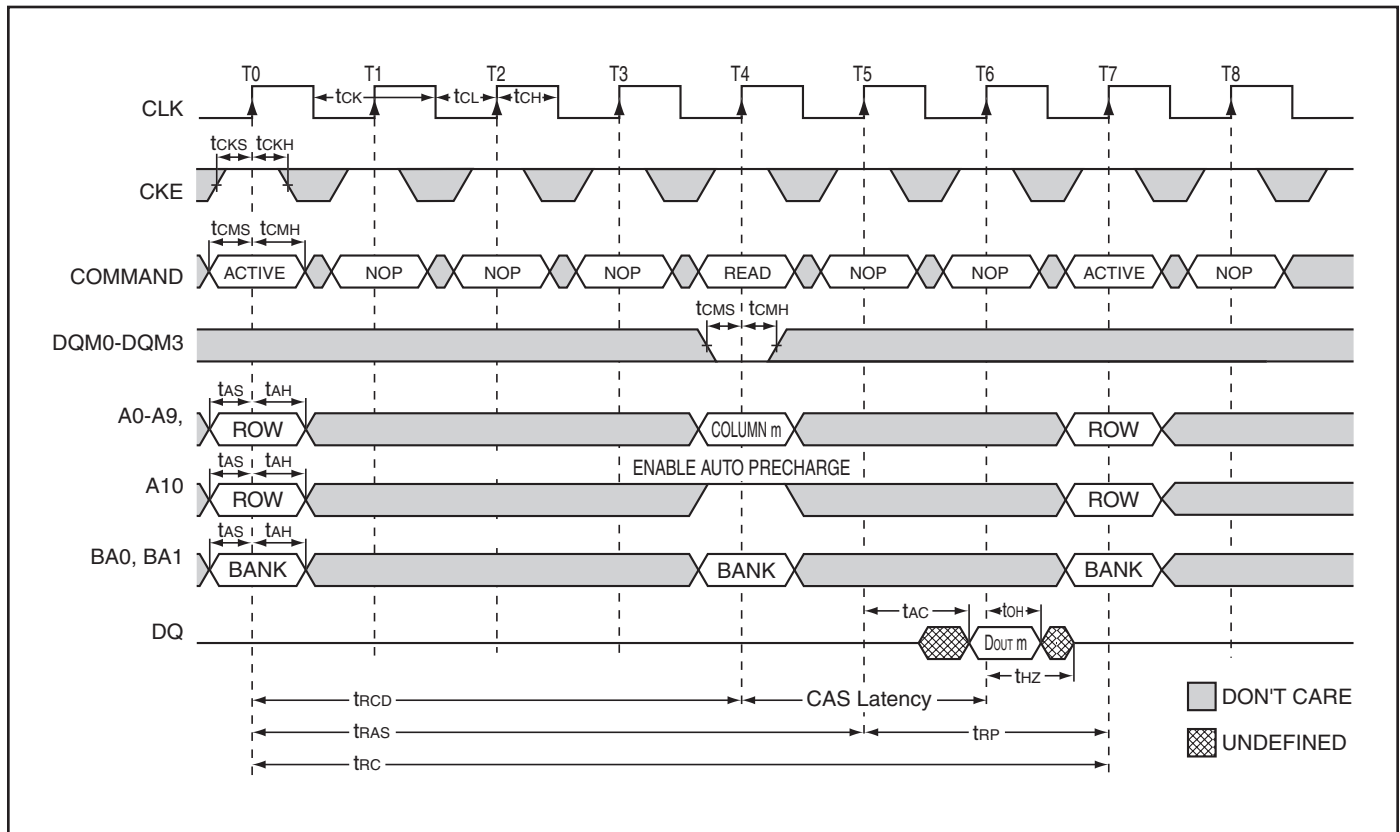 T0 T1 T2 T3 T4 T5 T6 T7 T8
CLK
tCK tCL tCH
tCKS tCKH
CKE
tCMS tCMH
COMMAND
ACTIVE NOP NOP NOP READ NOP NOP ACTIVE NOP
tCMS tCMH
DQM0-DQM3
tAS tAH
A0-A9,
ROW COLUMN m ROW
tAS tAH
ENABLE AUTO PRECHARGE
A10
ROW ROW
tAS tAH
BA0, BA1
BANK BANK BANK
tAC tOH
DQ
DOUT m
tHZ
tRCD CAS Latency
DON'T CARE
tRAS tRP
UNDEFINED
tRC